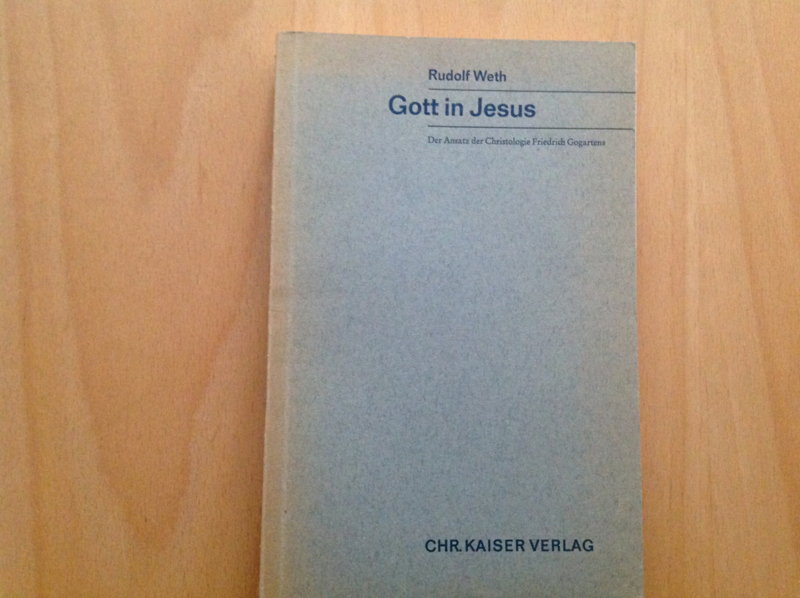 Rudolf Weth
Gott in Jesus
Der Ansatz der Christologie Friedrich Gogartens
CHR. KAISER VERLAG